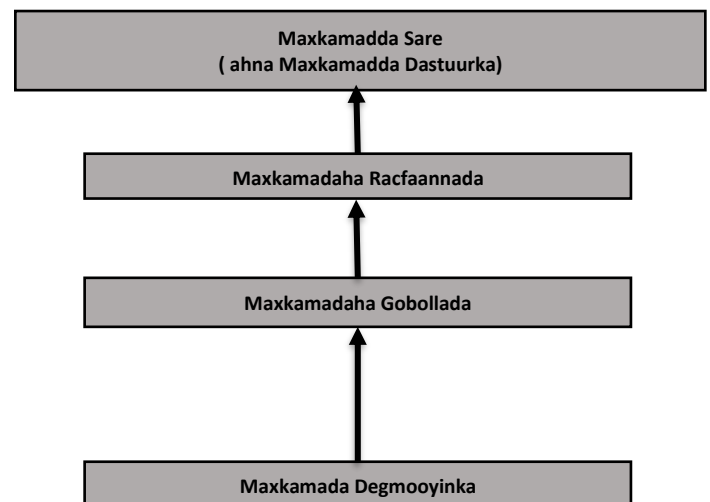 Maxkamadda Sare
( ahna Maxkamadda Dastuurka)
Maxkamadaha Racfaannada
Maxkamadaha Gobollada
Maxkamada Degmooyinka